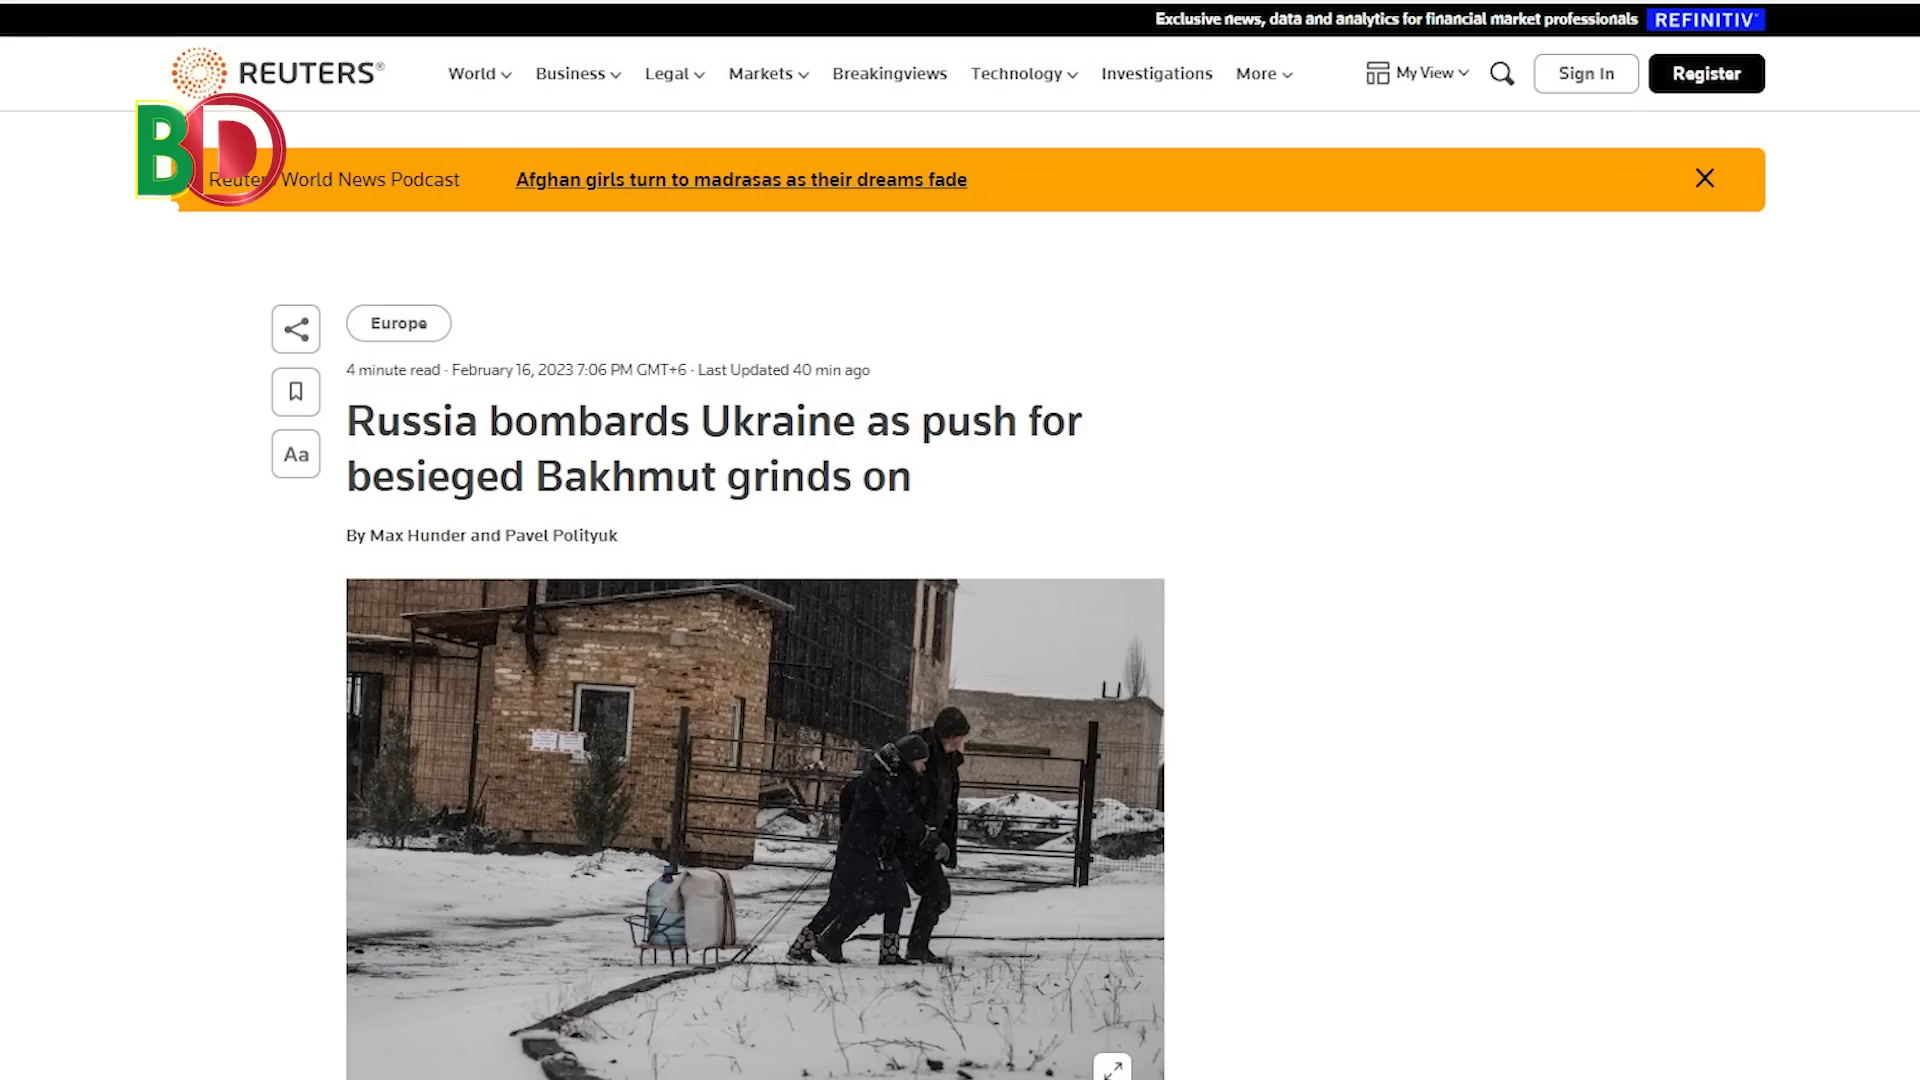 Exclusive news, data and analytics for financial market professionals REFINITIV
REUTERS® World Business Legal Markets Breakingviews Technology Investigations More My View Sign In Register
BD
Reuters World News Podcast Afghan girls turn to madrasas as their dreams fade
Europe
4 minute read · February 16, 2023 7:06 PM GMT+6 · Last Updated 40 min ago
Aa
Russia bombards Ukraine as push for
besieged Bakhmut grinds on
By Max Hunder and Pavel Polityuk